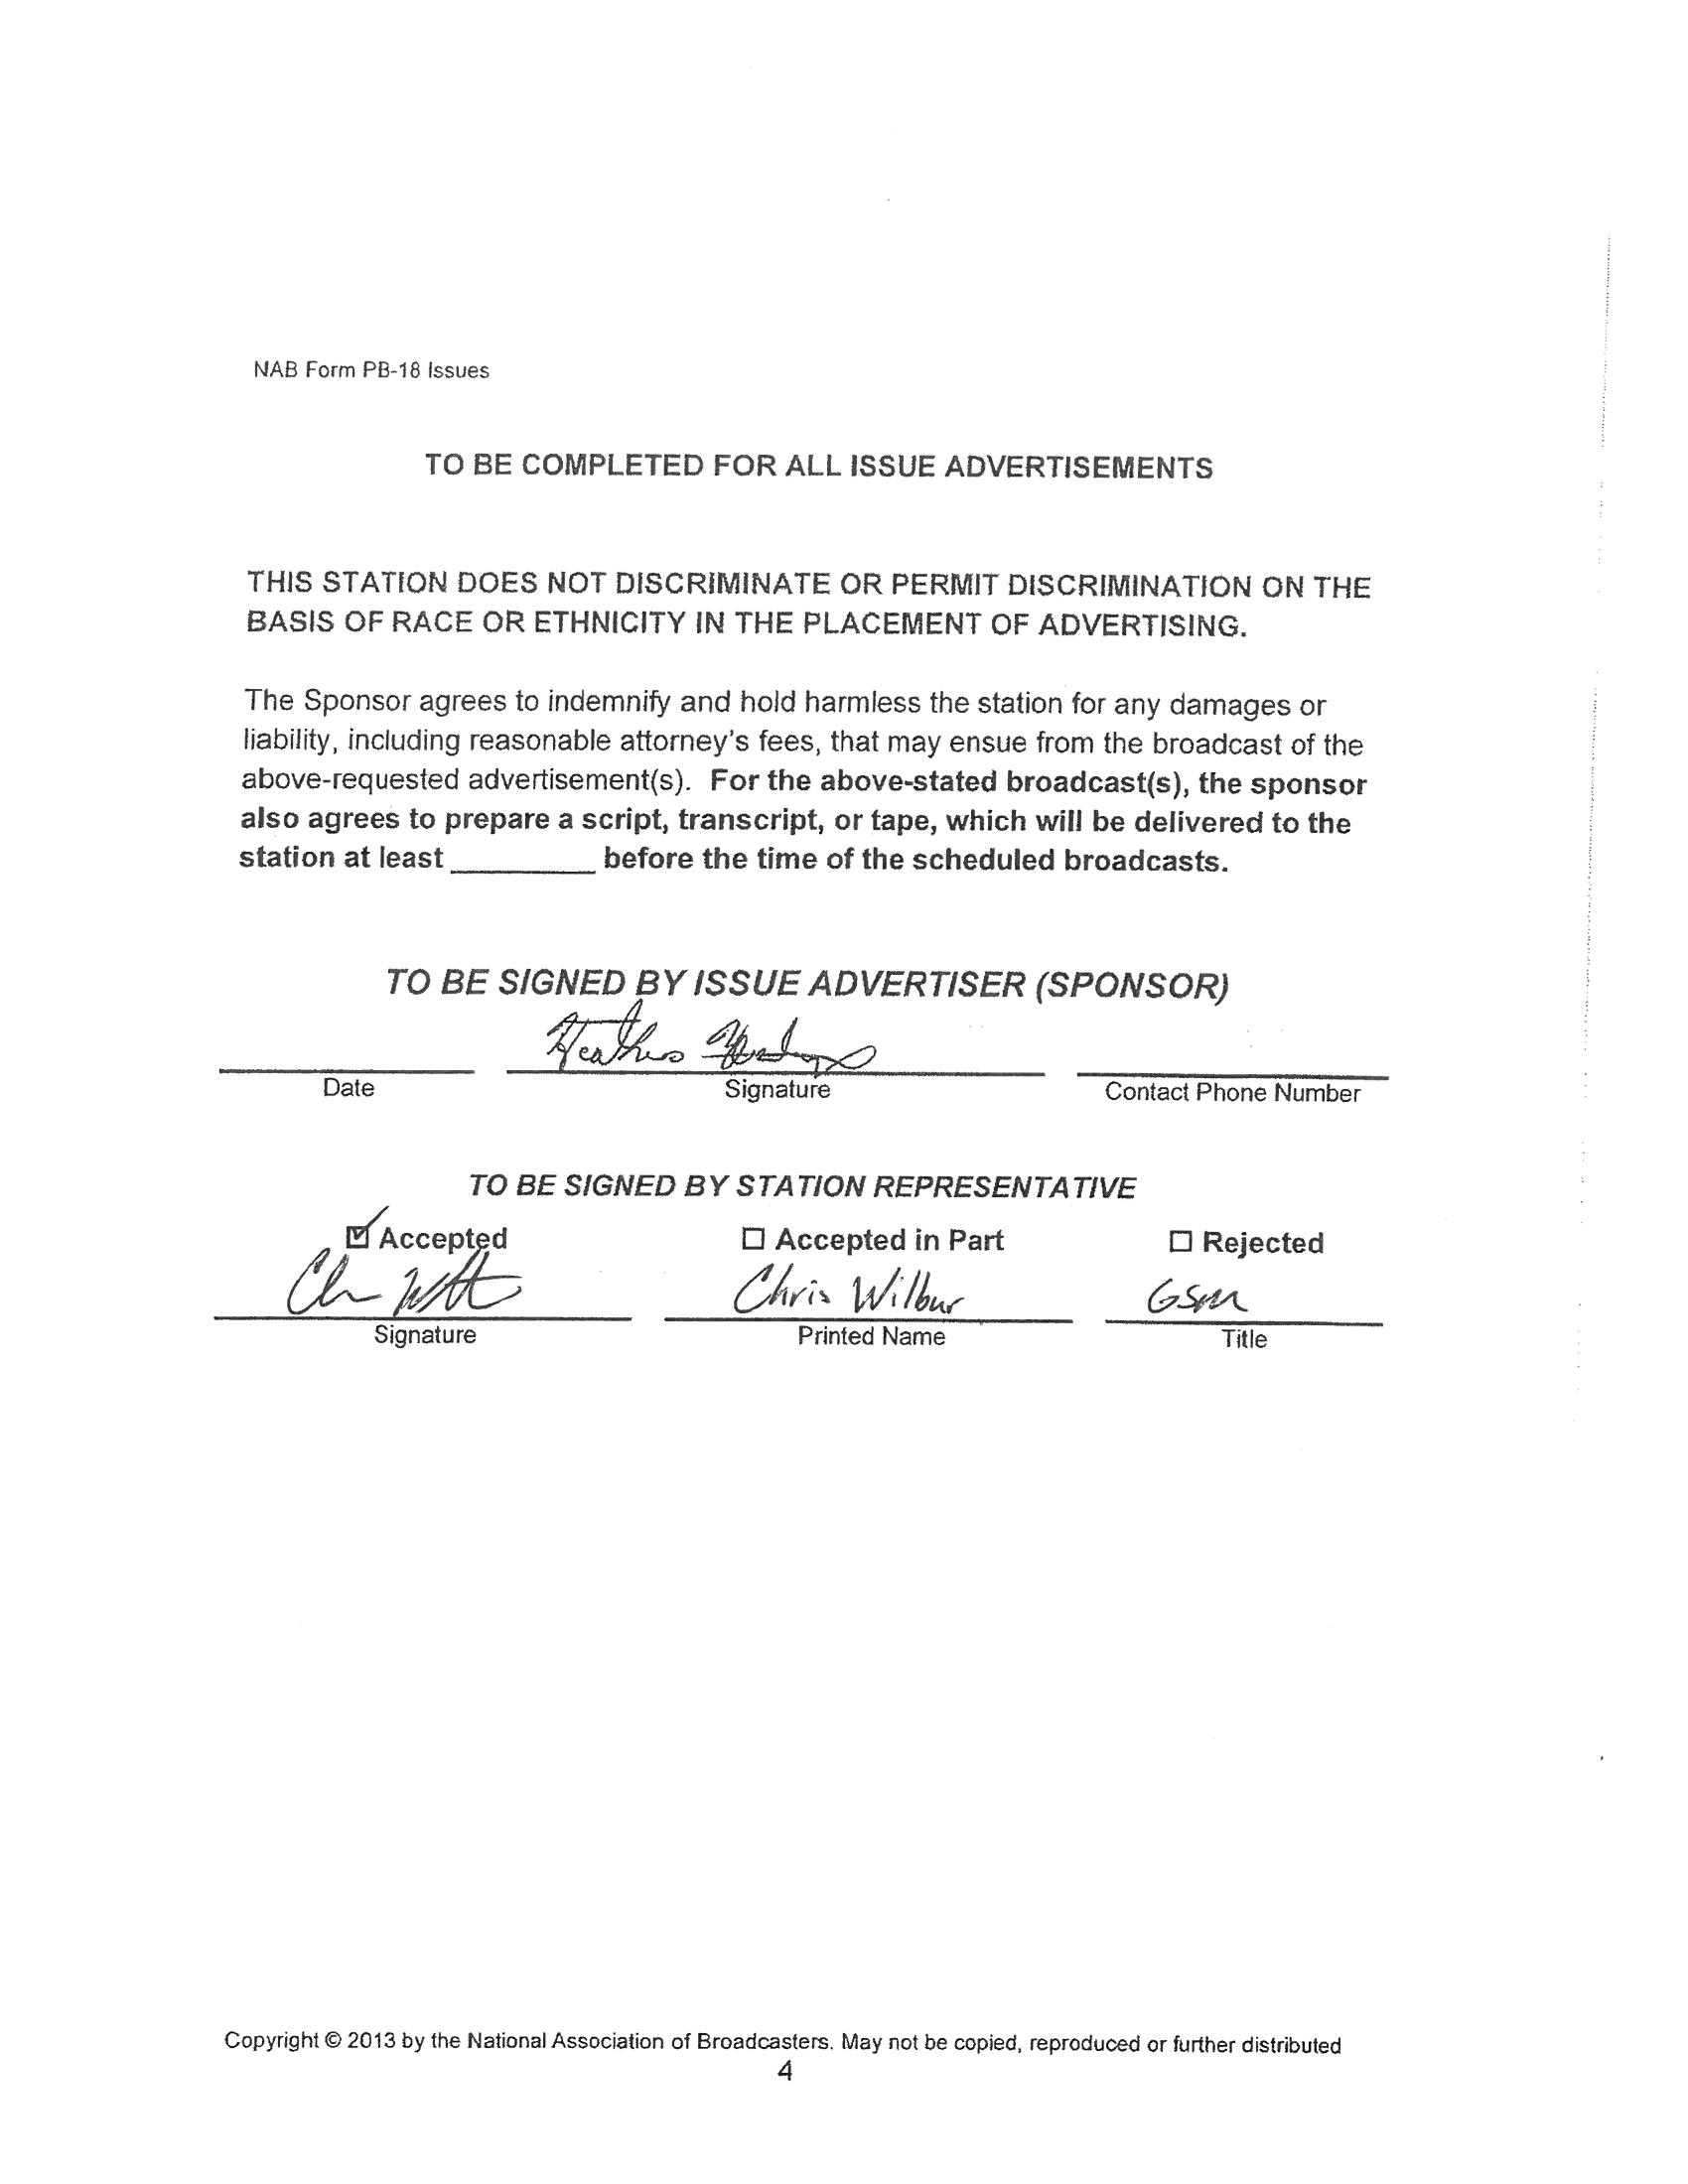 NAB Form PB-18 Issues
TO BE COMPLETED FOR ALL ISSUE ADVERTISEMENTS
THIS STATION DOES NOT DISCRIMINATE OR PERMIT DISCRIMINATION ON THE
BASIS OF RACE OR ETHNICITY IN THE PLACEMENT OF ADVERTISING.
The Sponsor agrees to indemnify and hold harmless the station for any damages or
liability, including reasonable attorney's fees, that may ensue from the broadcast of the
above-requested advertisement(s). For the above-stated broadcast(s), the sponsor
also agrees to prepare a script, transcript, or tape, which will be delivered to the
station at least ________ before the time of the scheduled broadcasts.
TO BE SIGNED BY ISSUE ADVERTISER (SPONSOR)
Heather
Date Signature Contact Phone Number
TO BE SIGNED BY STATION REPRESENTATIVE
☑ Accepted ☐ Accepted in Part ☐ Rejected
Chris Wilbur GSM
Signature Printed Name Title
Copyright © 2013 by the National Association of Broadcasters. May not be copied, reproduced or further distributed
4